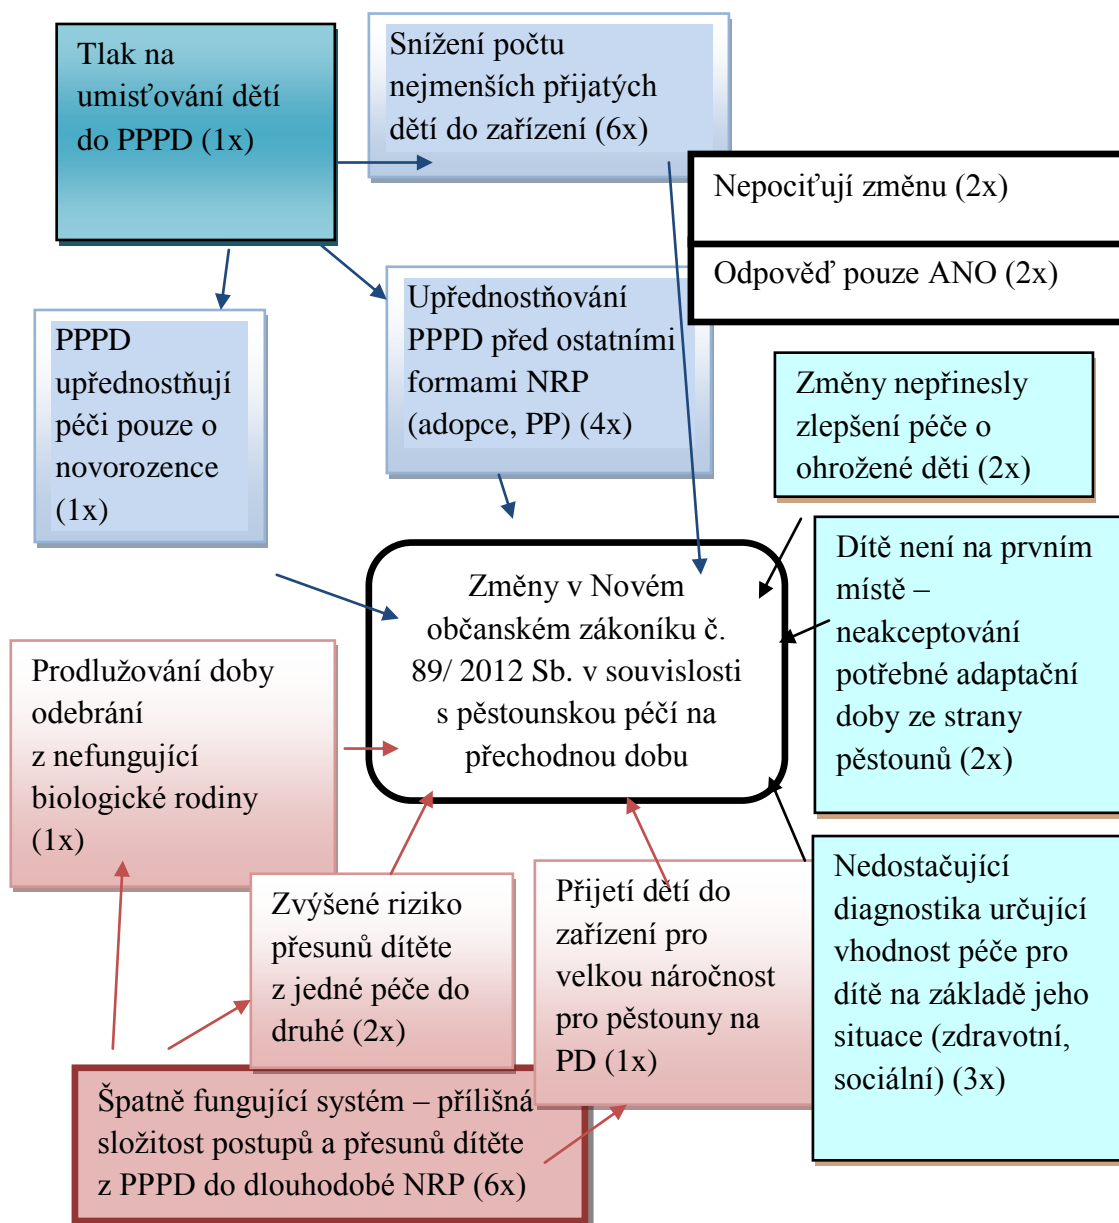 Tlak na
umisťování dětí
do PPPD (1x)
Snížení počtu
nejmenších přijatých
dětí do zařízení (6x)
Nepociťují změnu (2x)
Odpověď pouze ANO (2x)
PPPD
upřednostňují
péči pouze o
novorozence
(1x)
Upřednostňování
PPPD před ostatními
formami NRP
(adopce, PP) (4x)
Změny nepřinesly
zlepšení péče o
ohrožené děti (2x)
Dítě není na prvním
místě –
neakceptování
potřebné adaptační
doby ze strany
pěstounů (2x)
Změny v Novém
občanském zákoníku č.
89/ 2012 Sb. v souvislosti
s pěstounskou péčí na
přechodnou dobu
Prodlužování doby
odebrání
z nefungující
biologické rodiny
(1x)
Zvýšené riziko
přesunů dítěte
z jedné péče do
druhé (2x)
Přijetí dětí do
zařízení pro
velkou náročnost
pro pěstouny na
PD (1x)
Nedostačující
diagnostika určující
vhodnost péče pro
dítě na základě jeho
situace (zdravotní,
sociální) (3x)
Špatně fungující systém – přílišná
složitost postupů a přesunů dítěte
z PPPD do dlouhodobé NRP (6x)